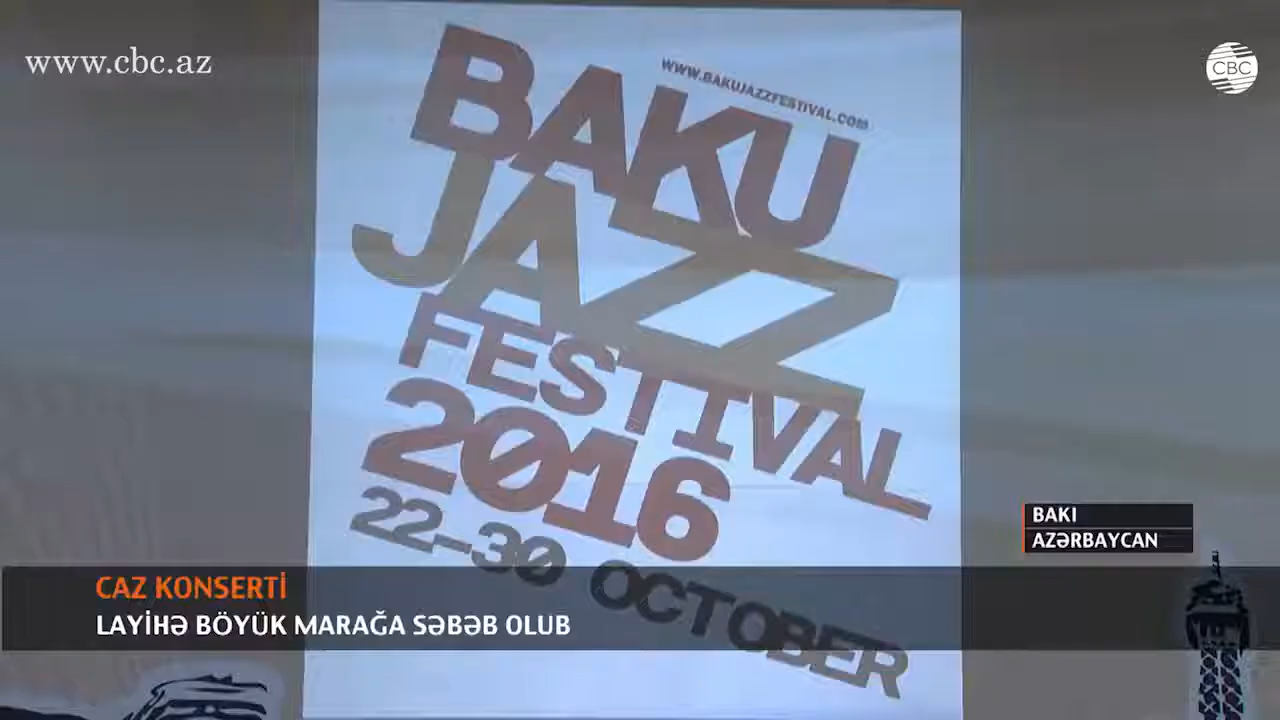 www.cbc.az
CBC
WWW.BAKUJAZZFESTIVAL.COM
BAKU
JAZZ
FESTIVAL
2016
22-30 OCTOBER
BAKI
AZƏRBAYCAN
CAZ KONSERTİ
LAYİHƏ BÖYÜK MARAĞA SƏBƏB OLUB